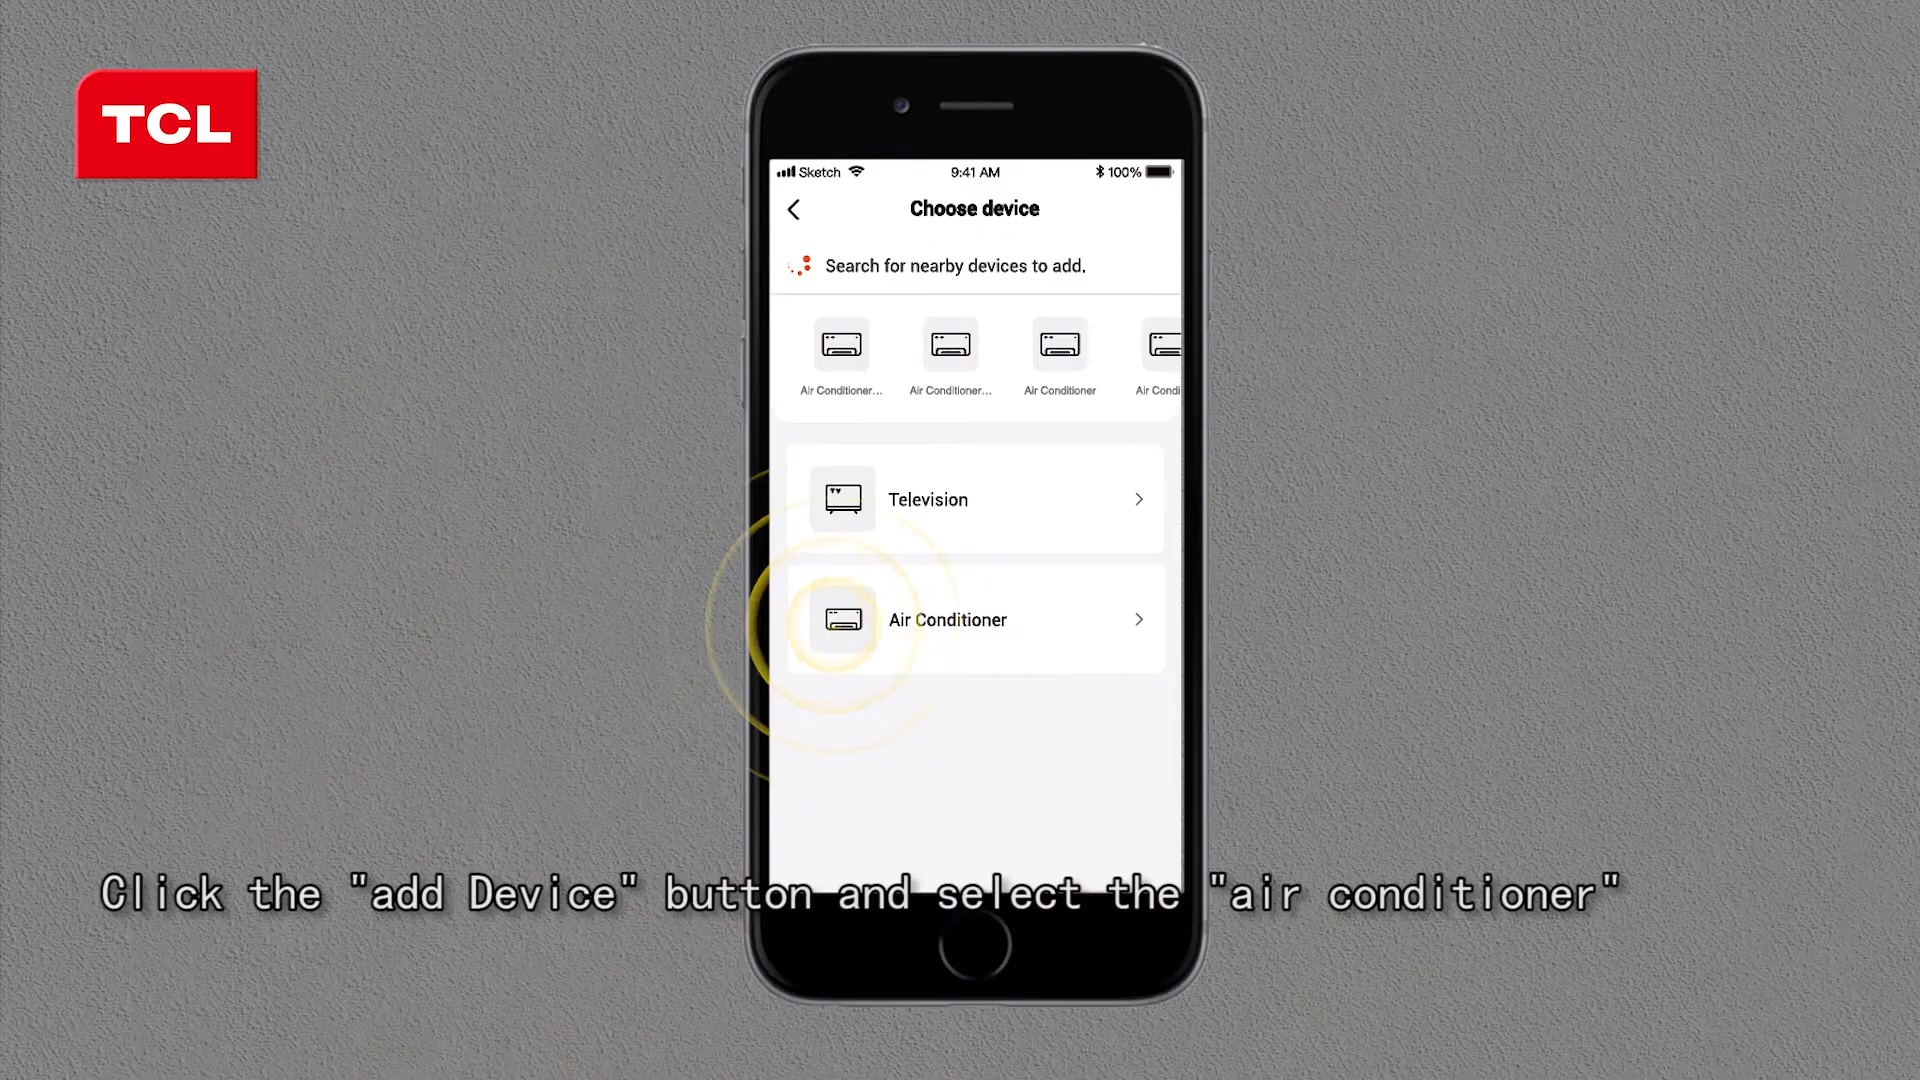 TCL
Sketch 9:41 AM 100%
Choose device
Search for nearby devices to add.
Air Conditioner... Air Conditioner... Air Conditioner Air Condi
TV
Television
Air Conditioner
Click the "add Device" button and select the "air conditioner"